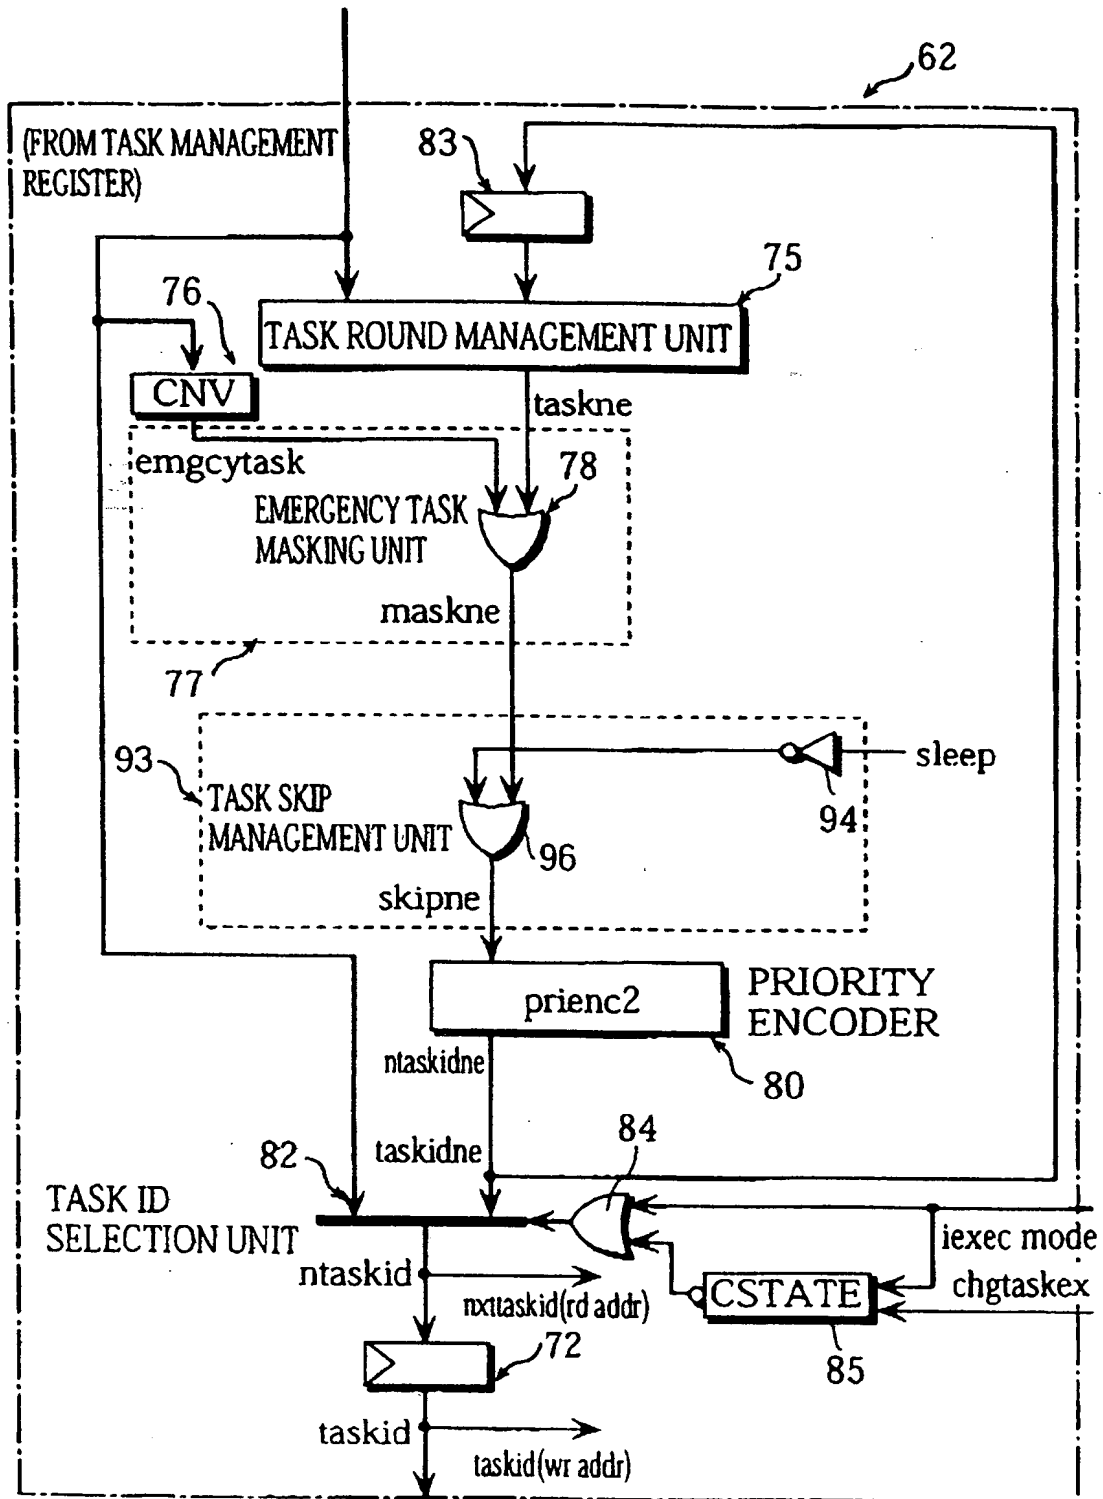 62
(FROM TASK MANAGEMENT
REGISTER)
83
75
76
TASK ROUND MANAGEMENT UNIT
CNV
taskne
emgcytask
78
EMERGENCY TASK
MASKING UNIT
maskne
77
93
sleep
TASK SKIP
MANAGEMENT UNIT
94
96
skipne
prienc2
PRIORITY
ENCODER
ntaskidne
80
84
taskidne
82
TASK ID
SELECTION UNIT
iexec mode
ntaskid
nxttaskid(rd addr)
CSTATE
chgtaskex
72
85
taskid
taskid(wr addr)